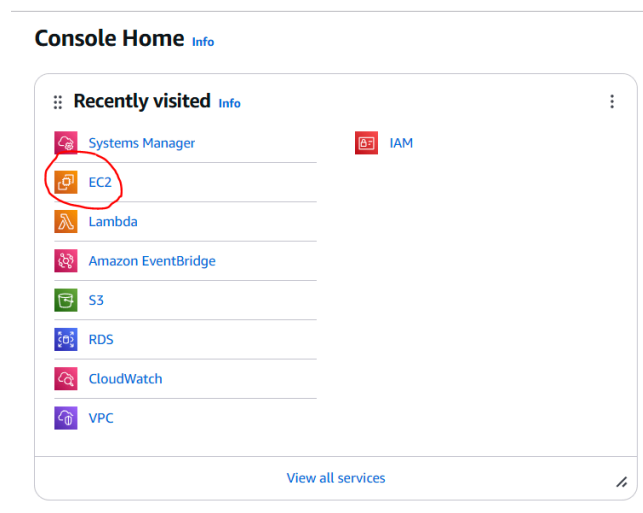 Console Home Info
Recently visited Info
Systems Manager
EC2
Lambda
Amazon EventBridge
S3
RDS
CloudWatch
VPC
IAM
View all services